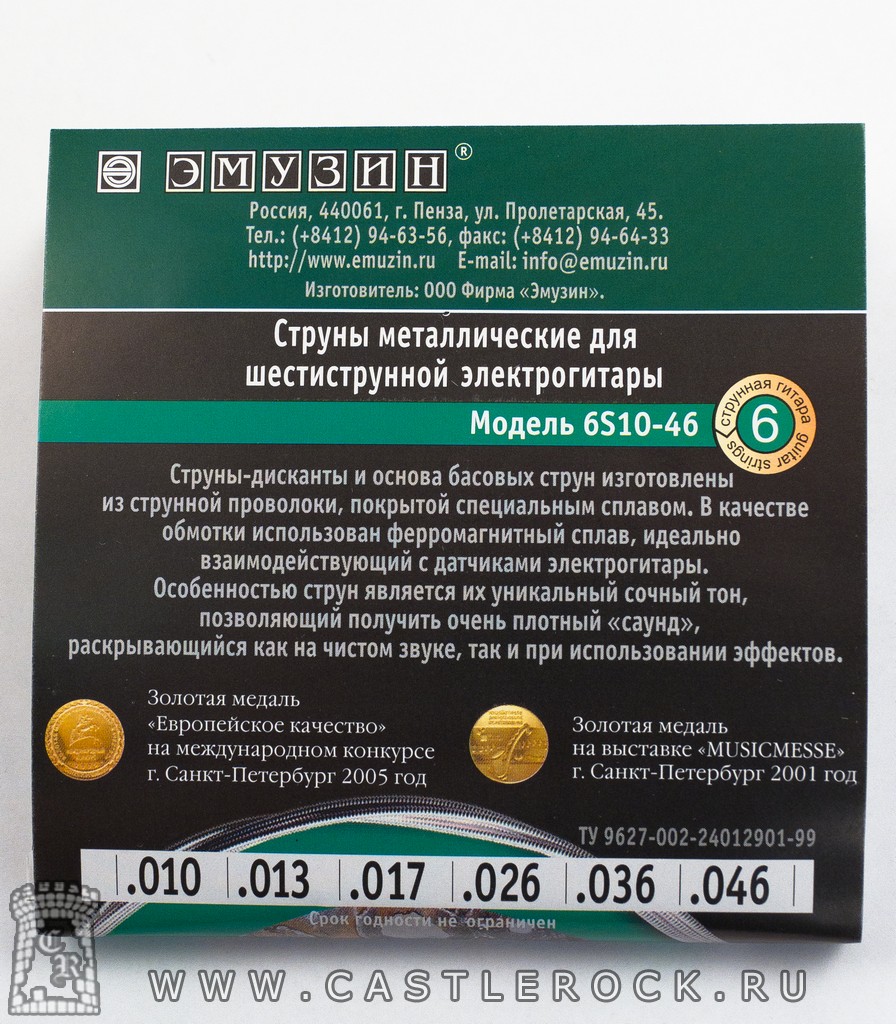 Э ЭМУЗИН®
Россия, 440061, г. Пенза, ул. Пролетарская, 45.
Тел.: (+8412) 94-63-56, факс: (+8412) 94-64-33
http://www.emuzin.ru E-mail: info@emuzin.ru
Изготовитель: ООО Фирма «Эмузин».
Струны металлические для
шестиструнной электрогитары
Модель 6S10-46
струнная гитара
6
guitar strings
Струны-дисканты и основа басовых струн изготовлены
из струнной проволоки, покрытой специальным сплавом. В качестве
обмотки использован ферромагнитный сплав, идеально
взаимодействующий с датчиками электрогитары.
Особенностью струн является их уникальный сочный тон,
позволяющий получить очень плотный «саунд»,
раскрывающийся как на чистом звуке, так и при использовании эффектов.
Золотая медаль
«Европейское качество»
на международном конкурсе
г. Санкт-Петербург 2005 год
Золотая медаль
на выставке «MUSICMESSE»
г. Санкт-Петербург 2001 год
ТУ 9627-002-24012901-99
.010 .013 .017 .026 .036 .046
Срок годности не ограничен
CR
WWW.CASTLEROCK.RU